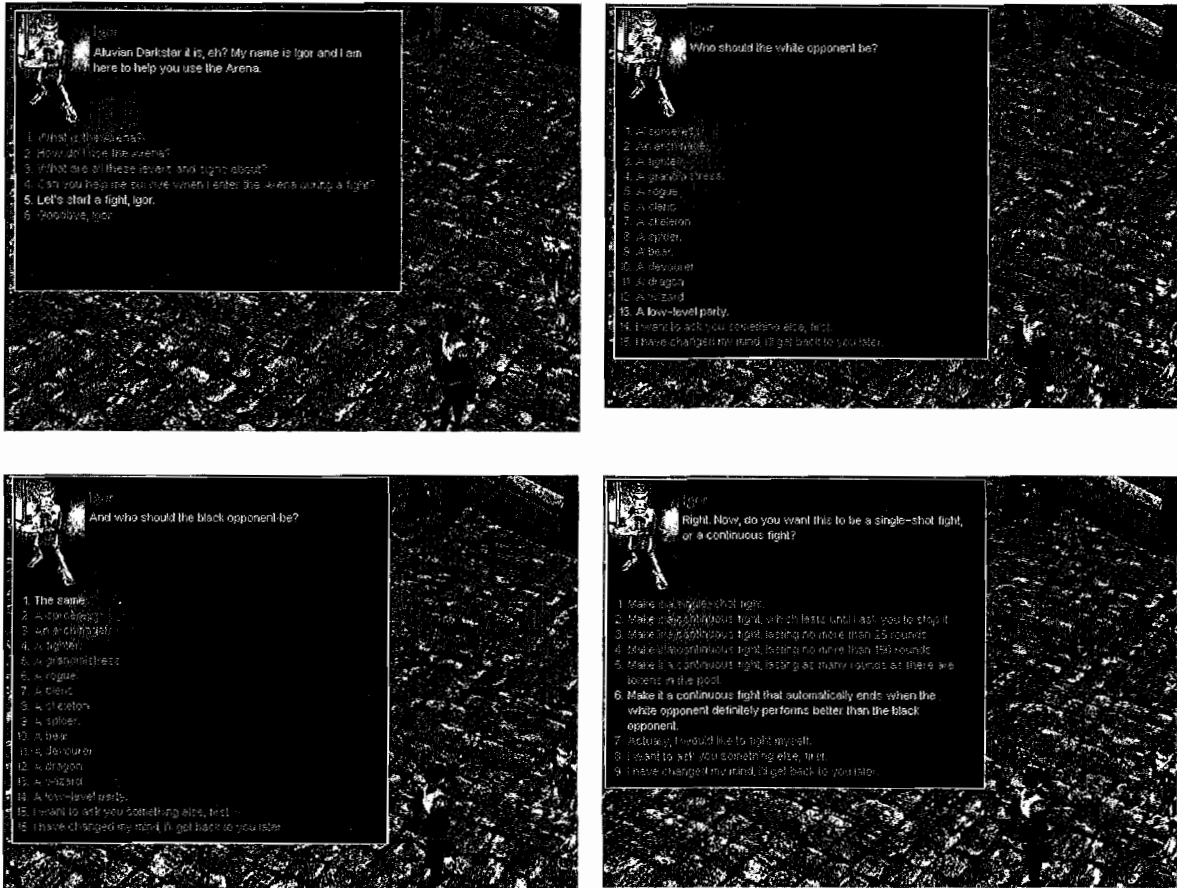 Igor
Aluvian Darkstar it is, eh? My name is Igor and I am
here to help you use the Arena.
1. What is the Arena?
2. How do I use the Arena?
3. What are all these levers and signs about?
4. Can you help me survive when I enter the Arena during a fight?
5. Let's start a fight, Igor.
6. Goodbye, Igor
Igor
Who should the white opponent be?
1. A sorceress
2. An archmage.
3. A fighter.
4. A grandmistress.
5. A rogue
6. A cleric
7. A skeleton
8. A spider.
9. A bear.
10. A devourer
11. A dragon
12. A wizard
13. A low-level party.
14. I want to ask you something else, first.
15. I have changed my mind, I'll get back to you later.
Igor
And who should the black opponent be?
1. The same
2. A sorceress
3. An archmage.
4. A fighter.
5. A grandmistress
6. A rogue.
7. A cleric
8. A skeleton
9. A spider.
10. A bear
11. A devourer
12. A dragon
13. A wizard
14. A low-level party.
15. I want to ask you something else, first
16. I have changed my mind, I'll get back to you later
Igor
Right. Now, do you want this to be a single-shot fight,
or a continuous fight?
1. Make it a single-shot fight.
2. Make it a continuous fight, which lasts until I ask you to stop it
3. Make it a continuous fight, lasting no more than 25 rounds
4. Make it a continuous fight, lasting no more than 150 rounds
5. Make it a continuous fight, lasting as many rounds as there are
tokens in the pool.
6. Make it a continuous fight that automatically ends when the
white opponent definitely performs better than the black
opponent.
7. Actually, I would like to fight myself.
8. I want to ask you something else, first.
9. I have changed my mind, I'll get back to you later.